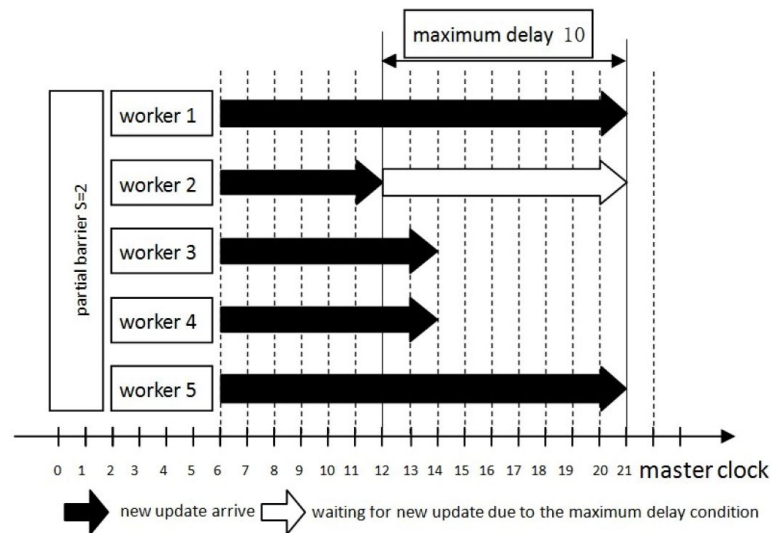 maximum delay 10
partial barrier S=2
worker 1
worker 2
worker 3
worker 4
worker 5
0 1 2 3 4 5 6 7 8 9 10 11 12 13 14 15 16 17 18 19 20 21 master clock
new update arrive waiting for new update due to the maximum delay condition